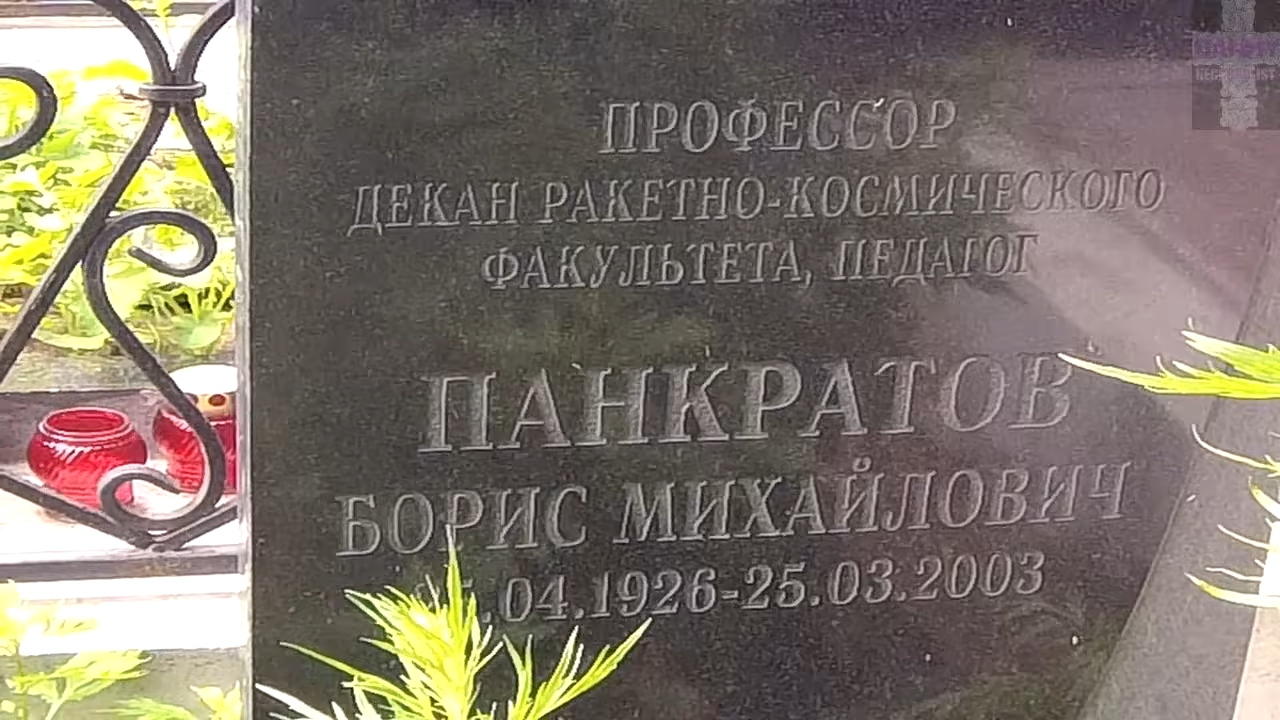 ПРОФЕССОР
ДЕКАН РАКЕТНО-КОСМИЧЕСКОГО
ФАКУЛЬТЕТА, ПЕДАГОГ
ПАНКРАТОВ
БОРИС МИХАЙЛОВИЧ
.04.1926-25.03.2003